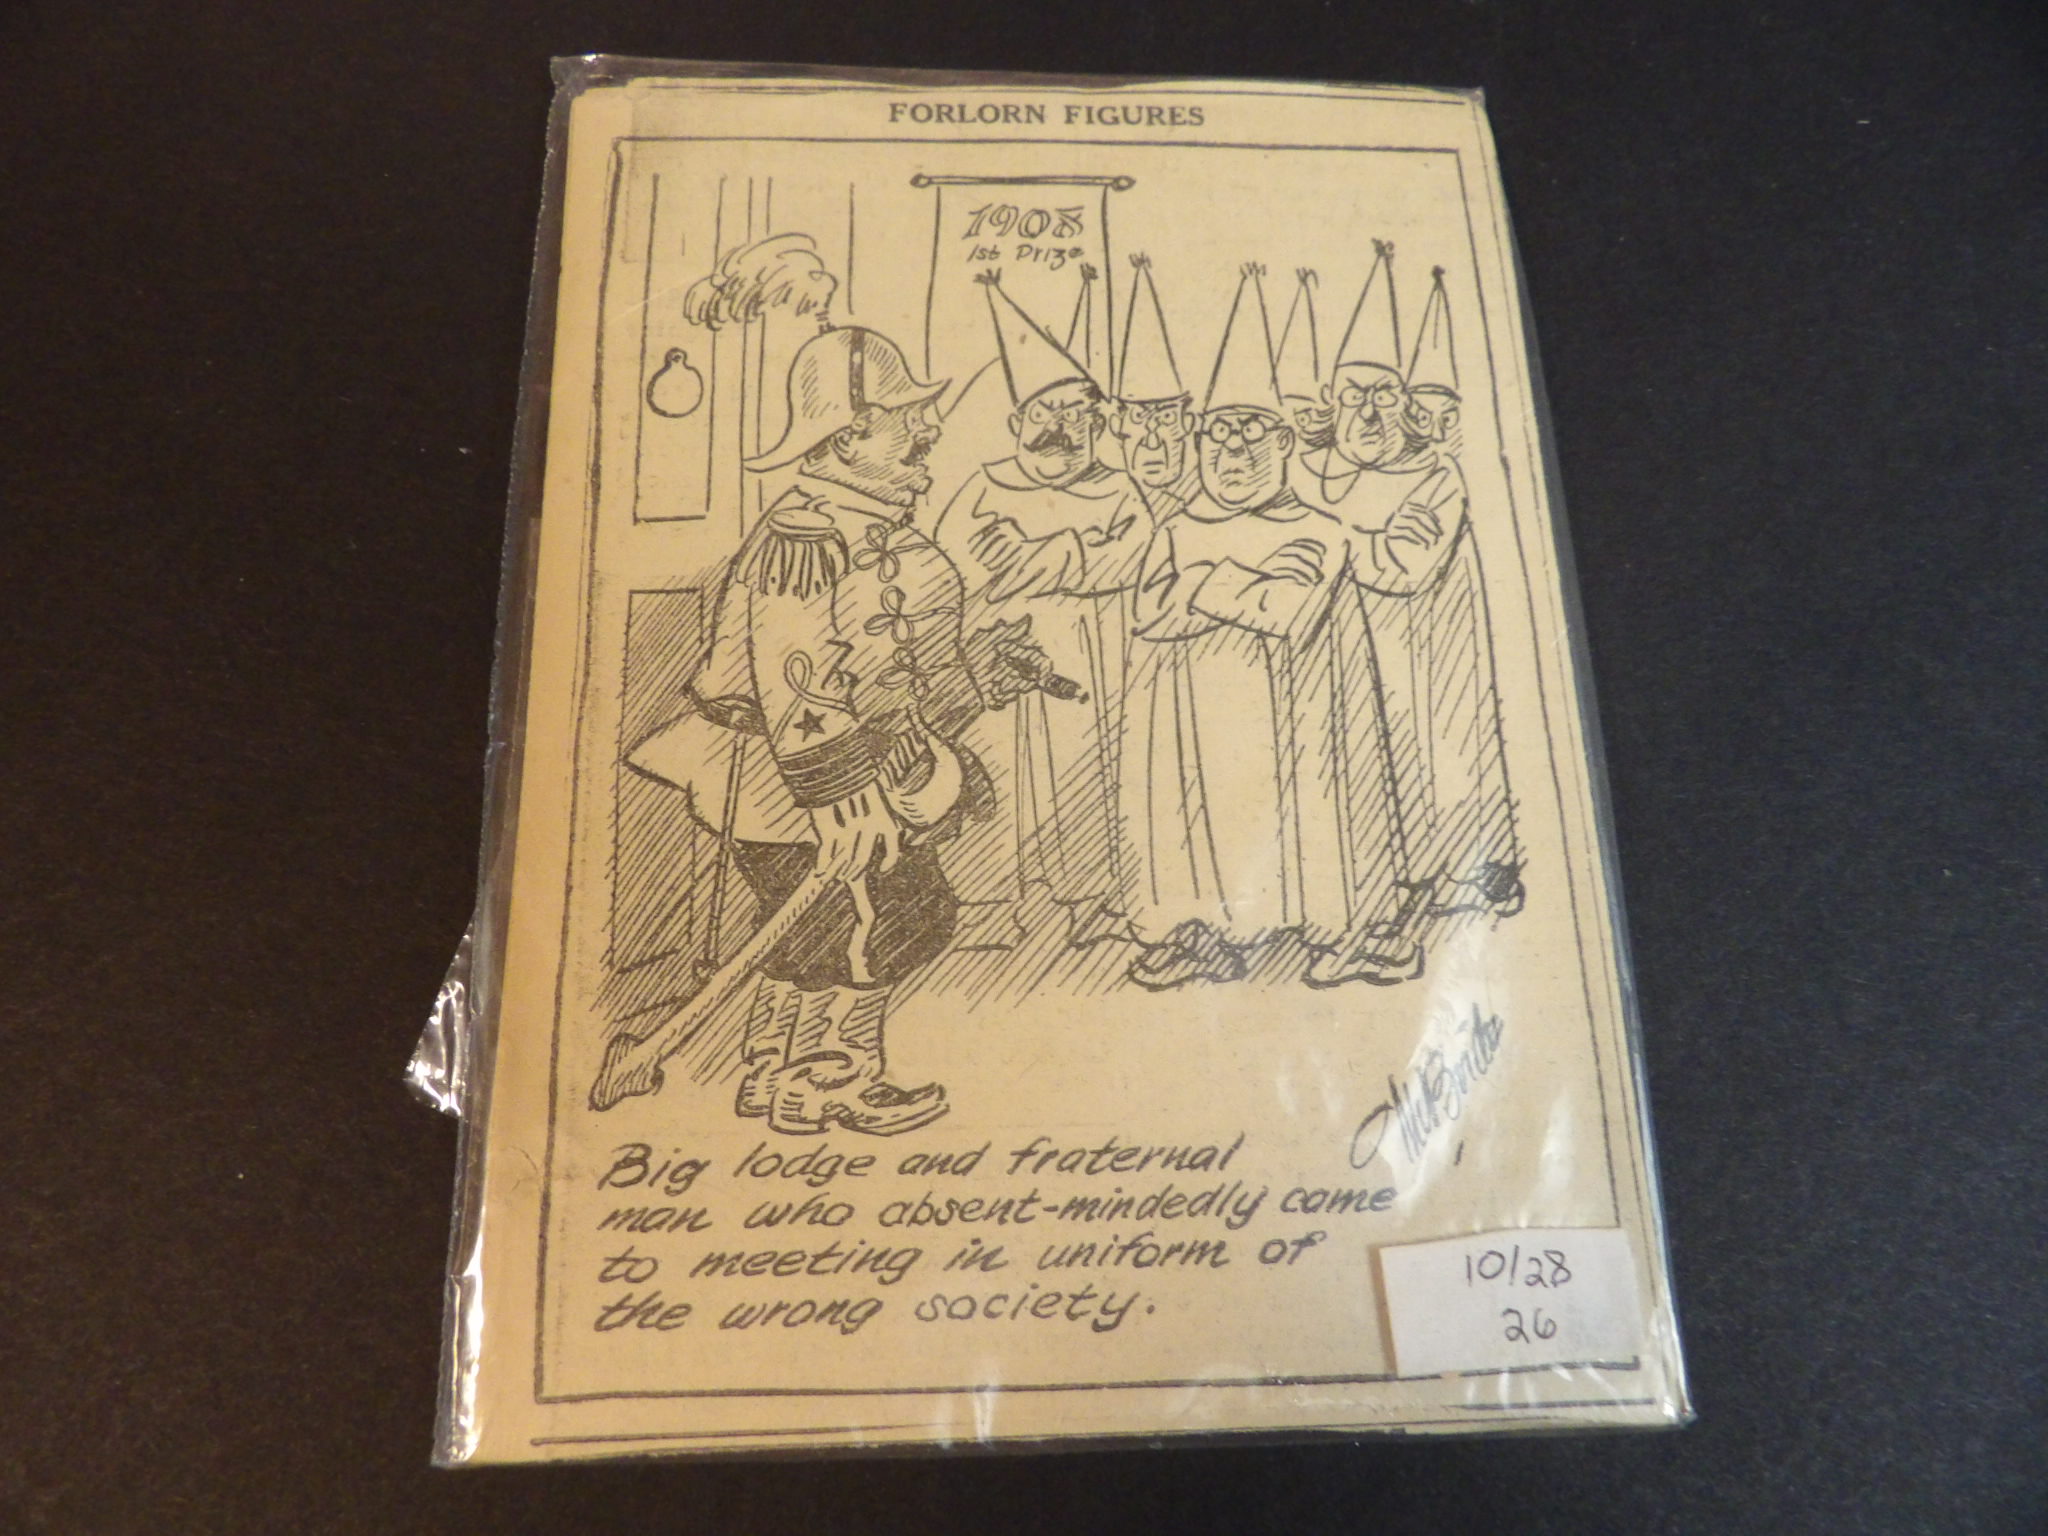 FORLORN FIGURES
1908
1st Prize
Big lodge and fraternal
man who absent-mindedly came
to meeting in uniform of
the wrong society.
10/28
26